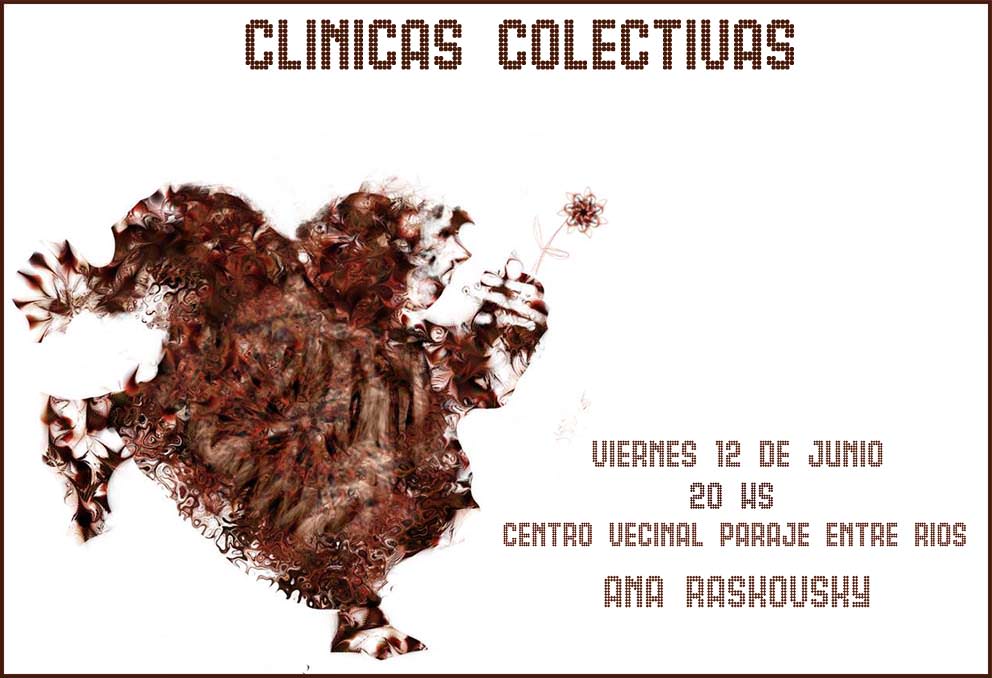 CLINICAS COLECTIVAS
VIERNES 12 DE JUNIO
20 HS
CENTRO VECINAL PARAJE ENTRE RIOS
ANA RASKOVSKY